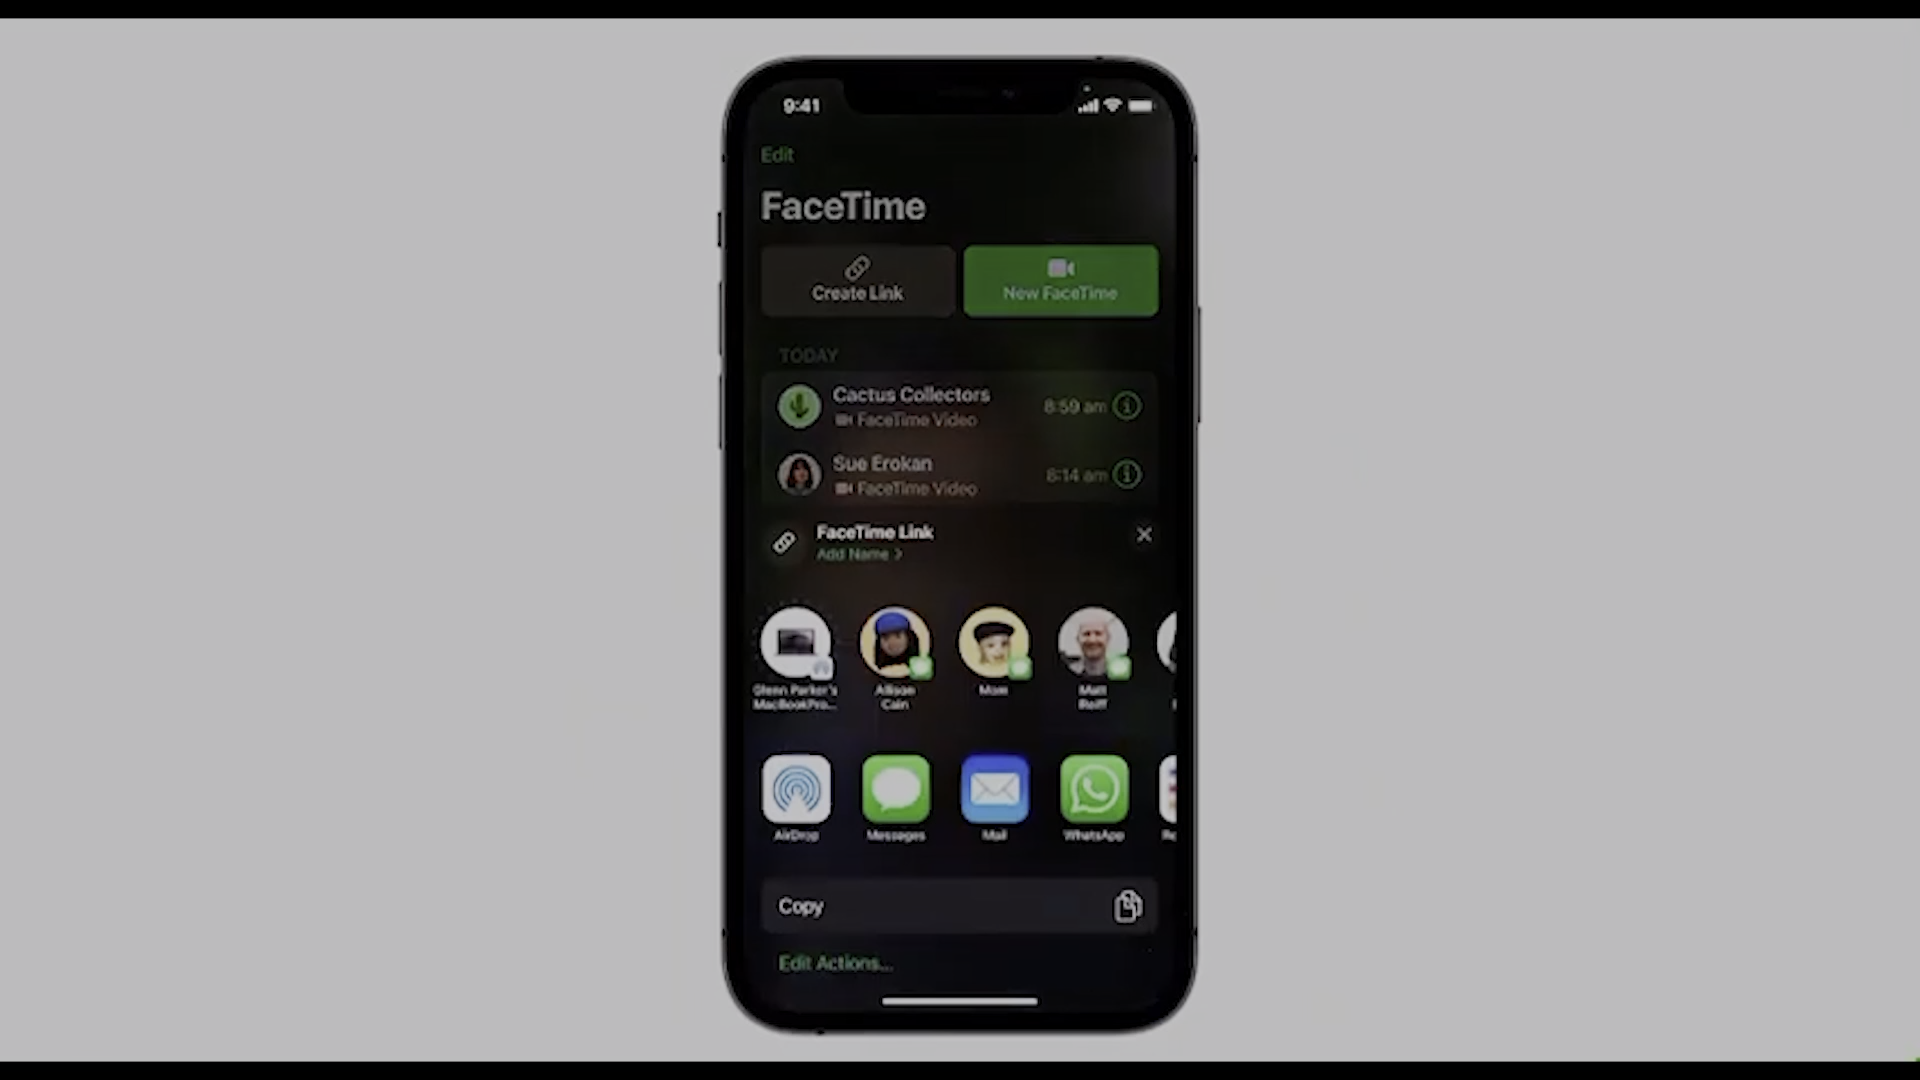 9:41
Edit
FaceTime
Create Link
New FaceTime
TODAY
Cactus Collectors
8:59 am
FaceTime Video
Sue Erokan
8:14 am
FaceTime Video
FaceTime Link
Add Name >
Glenn Parker's
MacBookPro...
Allison
Cain
Mom
Matt
Reiff
AirDrop
Messages
Mail
WhatsApp
Re
Copy
Edit Actions...